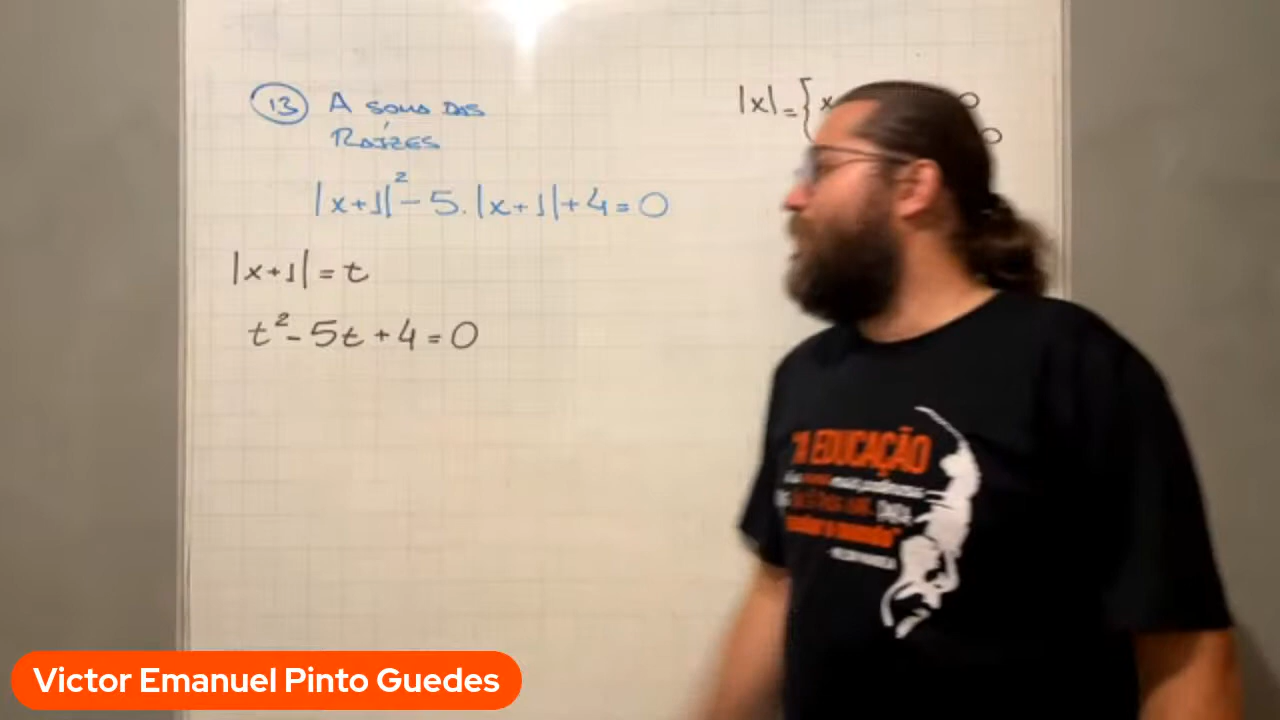 13 A SOMA DAS
RAÍZES
|x+1|² - 5.|x+1| + 4 = 0
|x+1| = t
t² - 5t + 4 = 0
|x| = { x
"A EDUCAÇÃO
Victor Emanuel Pinto Guedes